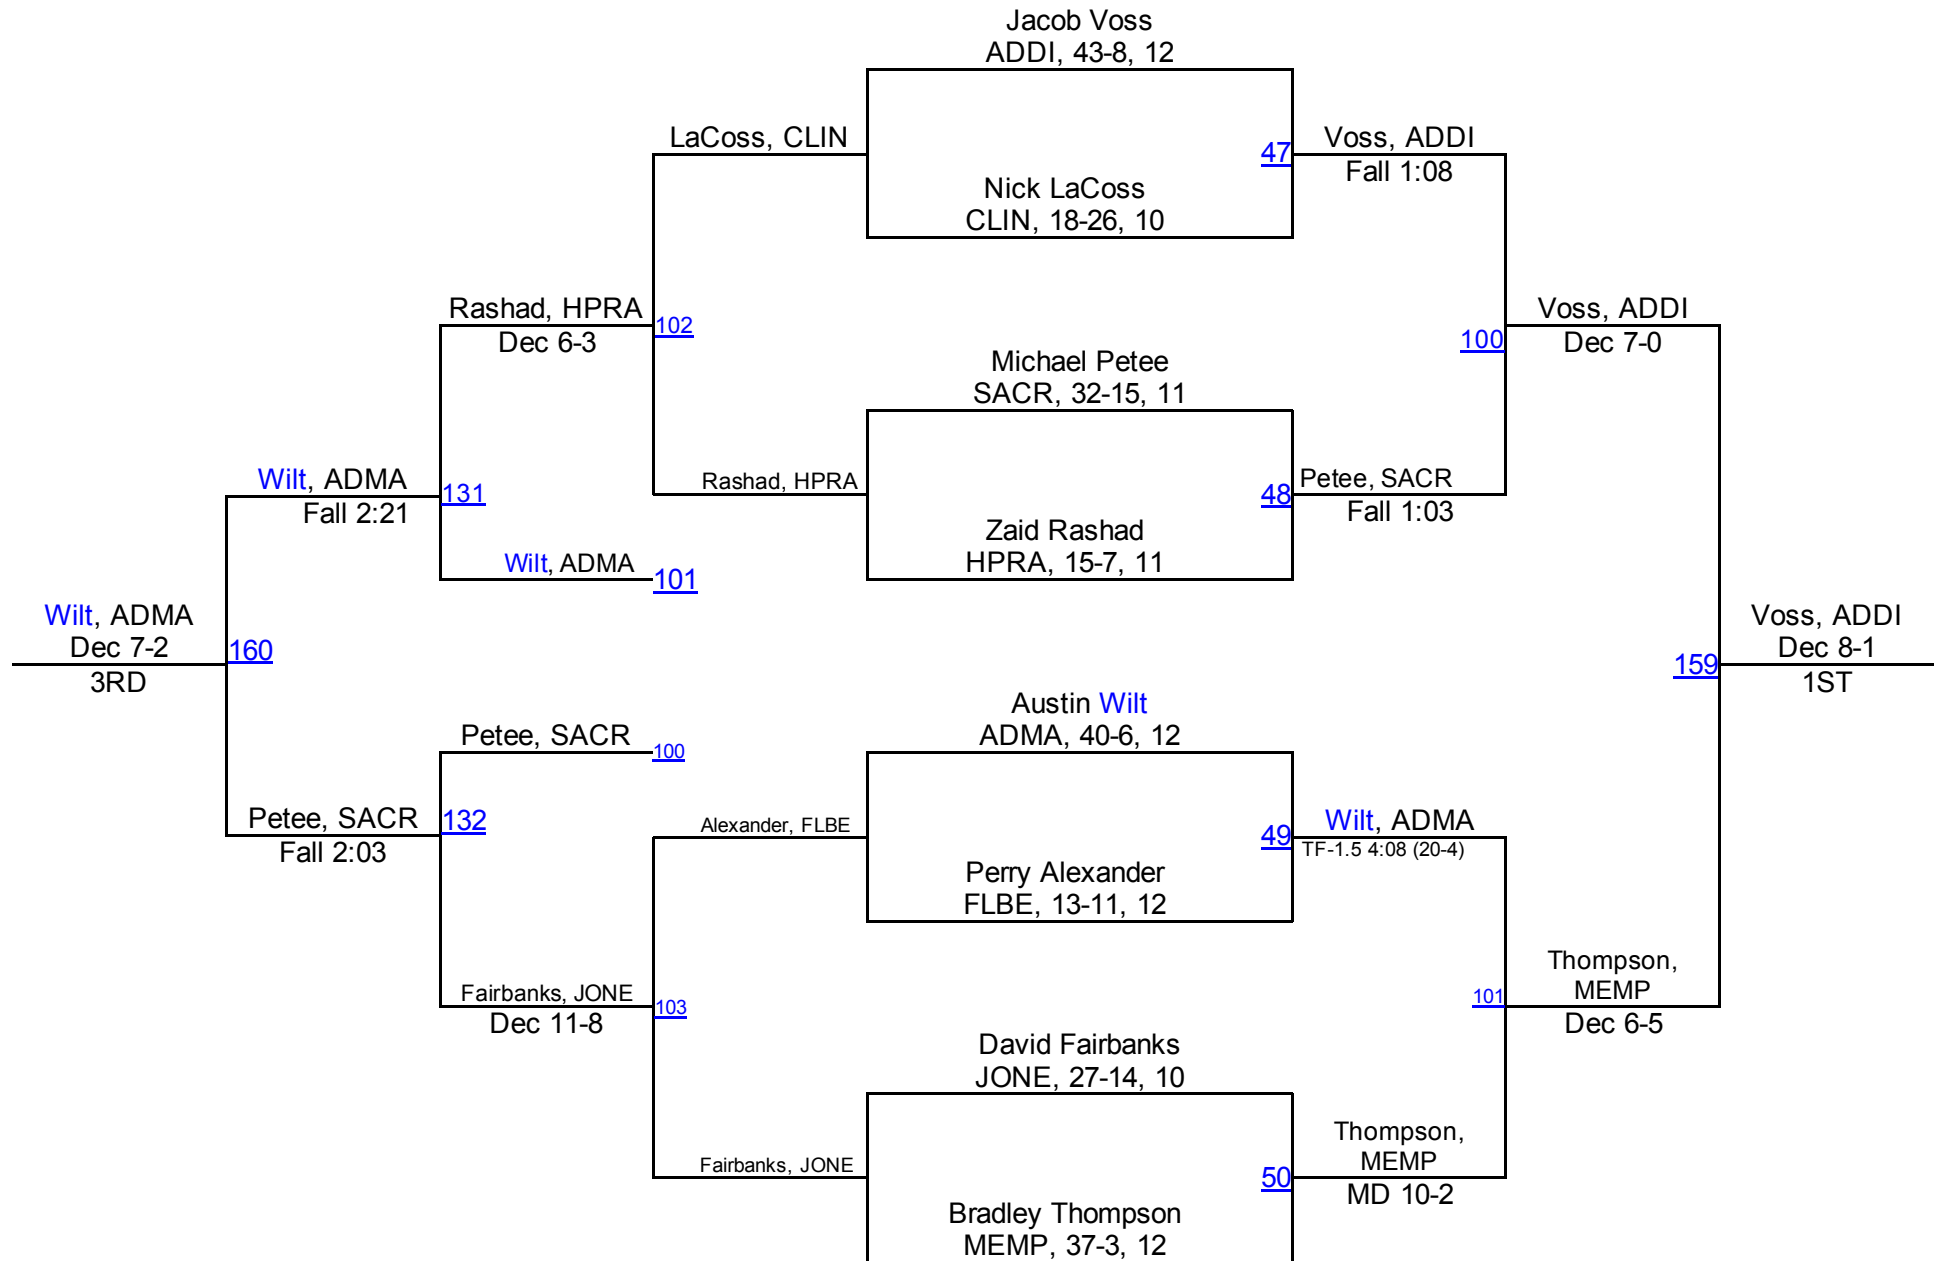 Jacob Voss
ADDI, 43-8, 12
LaCoss, CLIN
47
Voss, ADDI
Fall 1:08
Nick LaCoss
CLIN, 18-26, 10
Rashad, HPRA
Dec 6-3
102
100
Voss, ADDI
Dec 7-0
Michael Petee
SACR, 32-15, 11
Wilt, ADMA
Fall 2:21
131
Rashad, HPRA
48
Petee, SACR
Fall 1:03
Zaid Rashad
HPRA, 15-7, 11
Wilt, ADMA
101
Wilt, ADMA
Dec 7-2
3RD
160
159
Voss, ADDI
Dec 8-1
1ST
Austin Wilt
ADMA, 40-6, 12
Petee, SACR
100
Petee, SACR
Fall 2:03
132
Alexander, FLBE
49
Wilt, ADMA
TF-1.5 4:08 (20-4)
Perry Alexander
FLBE, 13-11, 12
Fairbanks, JONE
Dec 11-8
103
101
Thompson,
MEMP
Dec 6-5
David Fairbanks
JONE, 27-14, 10
Fairbanks, JONE
50
Thompson,
MEMP
MD 10-2
Bradley Thompson
MEMP, 37-3, 12